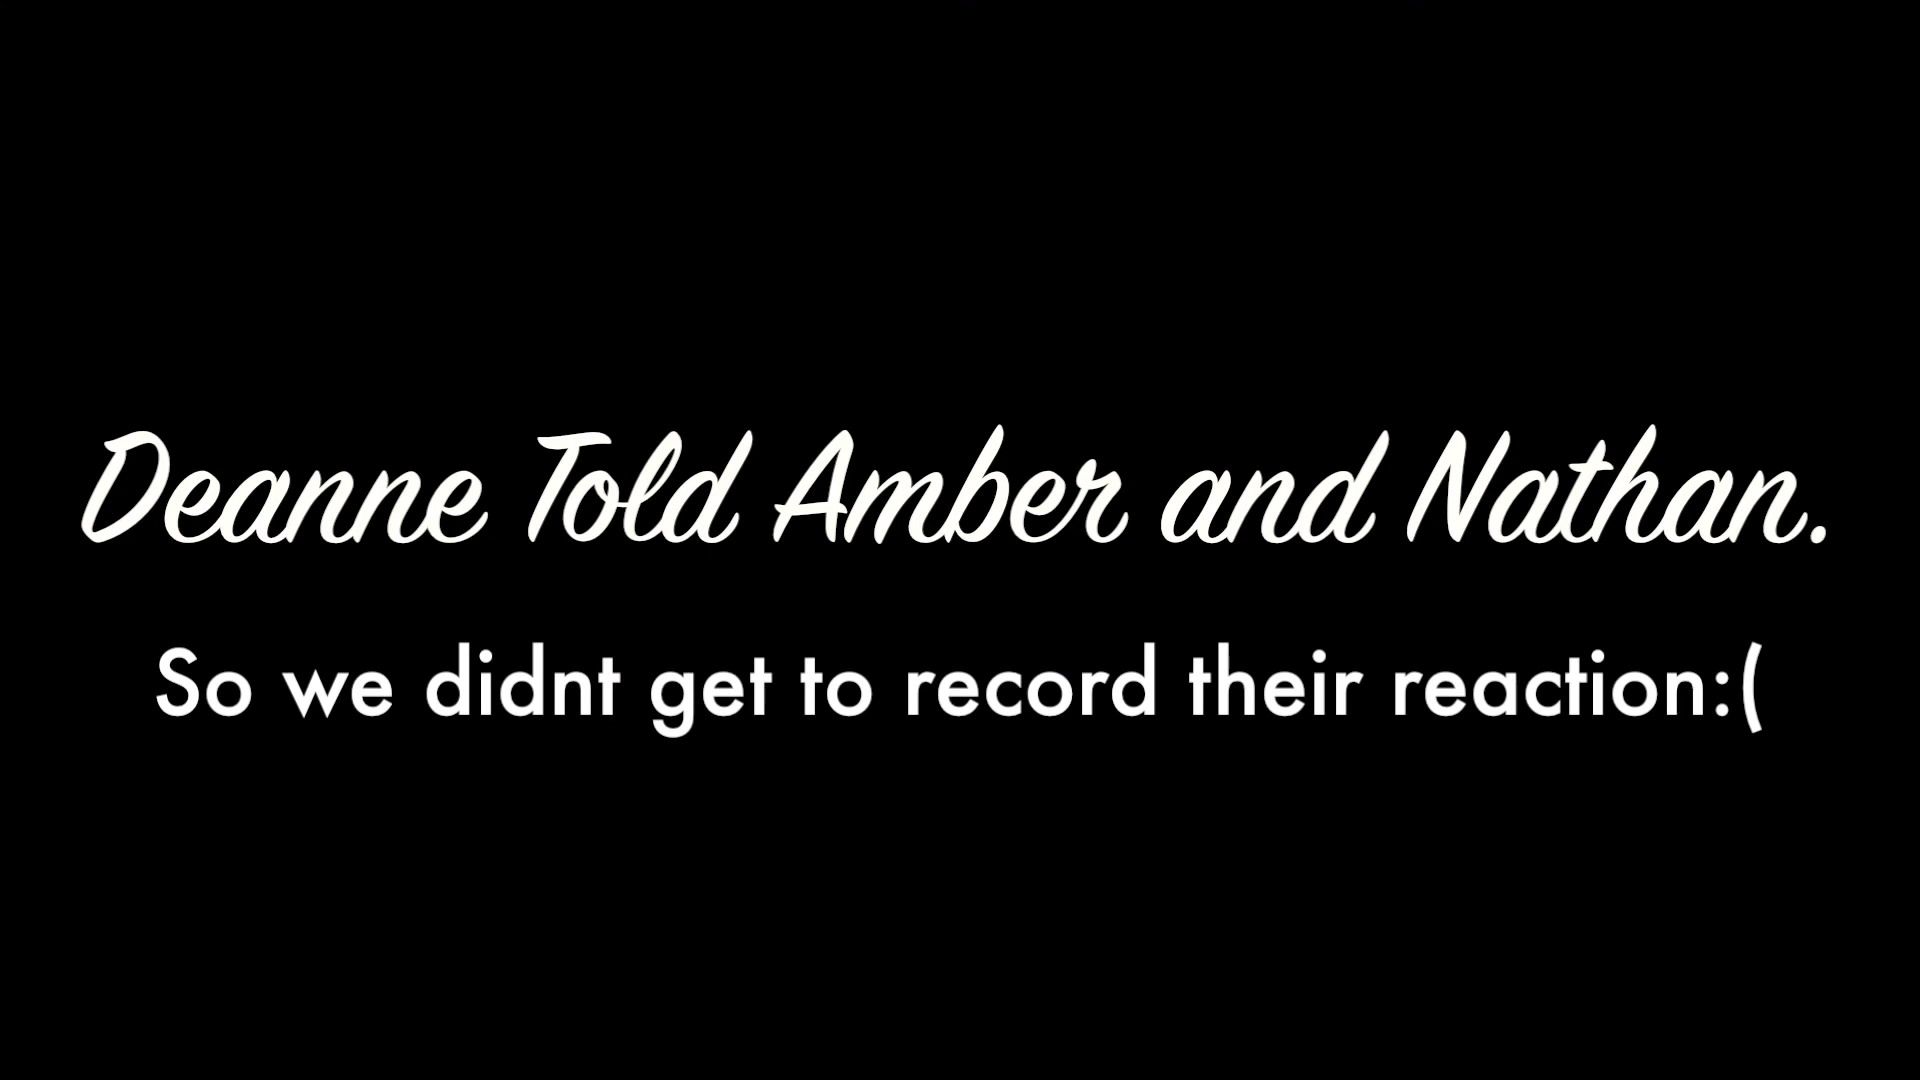 Deanne Told Amber and Nathan.
So we didnt get to record their reaction:(